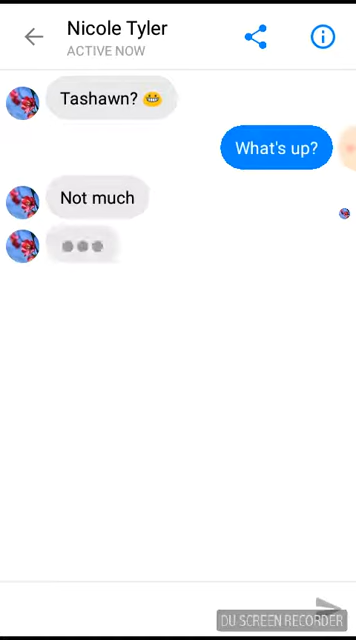 Nicole Tyler
ACTIVE NOW
Tashawn? 😁
What's up?
Not much
DU SCREEN RECORDER